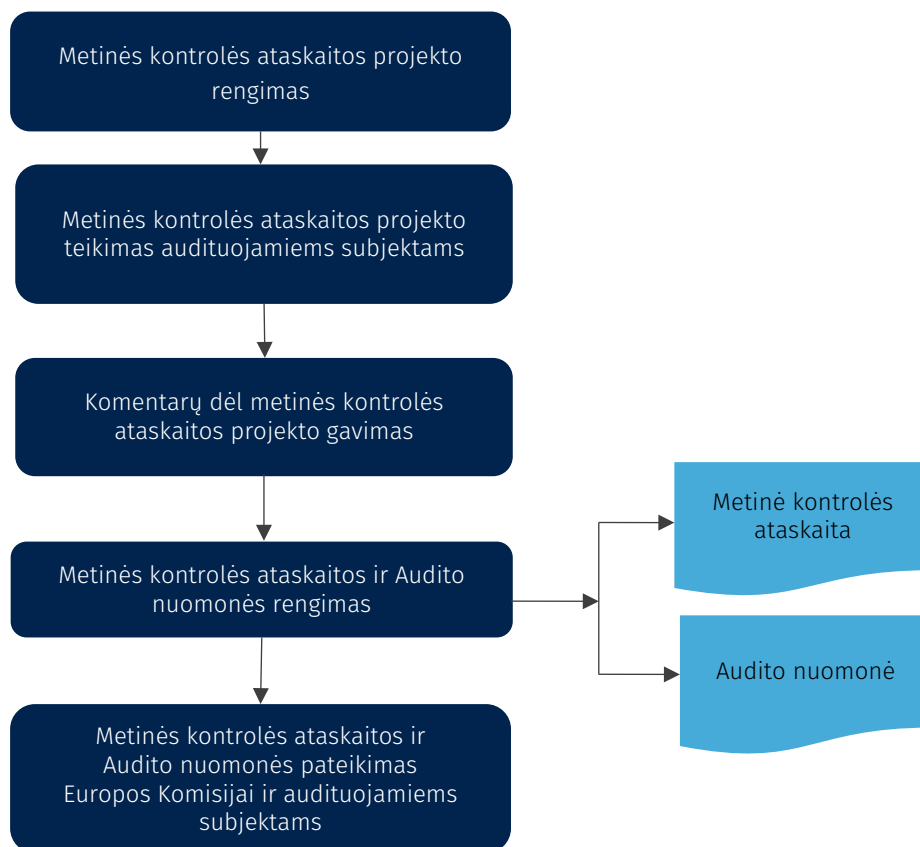 Metinės kontrolės ataskaitos projekto
rengimas
Metinės kontrolės ataskaitos projekto
teikimas audituojamiems subjektams
Komentarų dėl metinės kontrolės
ataskaitos projekto gavimas
Metinės kontrolės ataskaitos ir Audito
nuomonės rengimas
Metinė kontrolės
ataskaita
Audito nuomonė
Metinės kontrolės ataskaitos ir
Audito nuomonės pateikimas
Europos Komisijai ir audituojamiems
subjektams